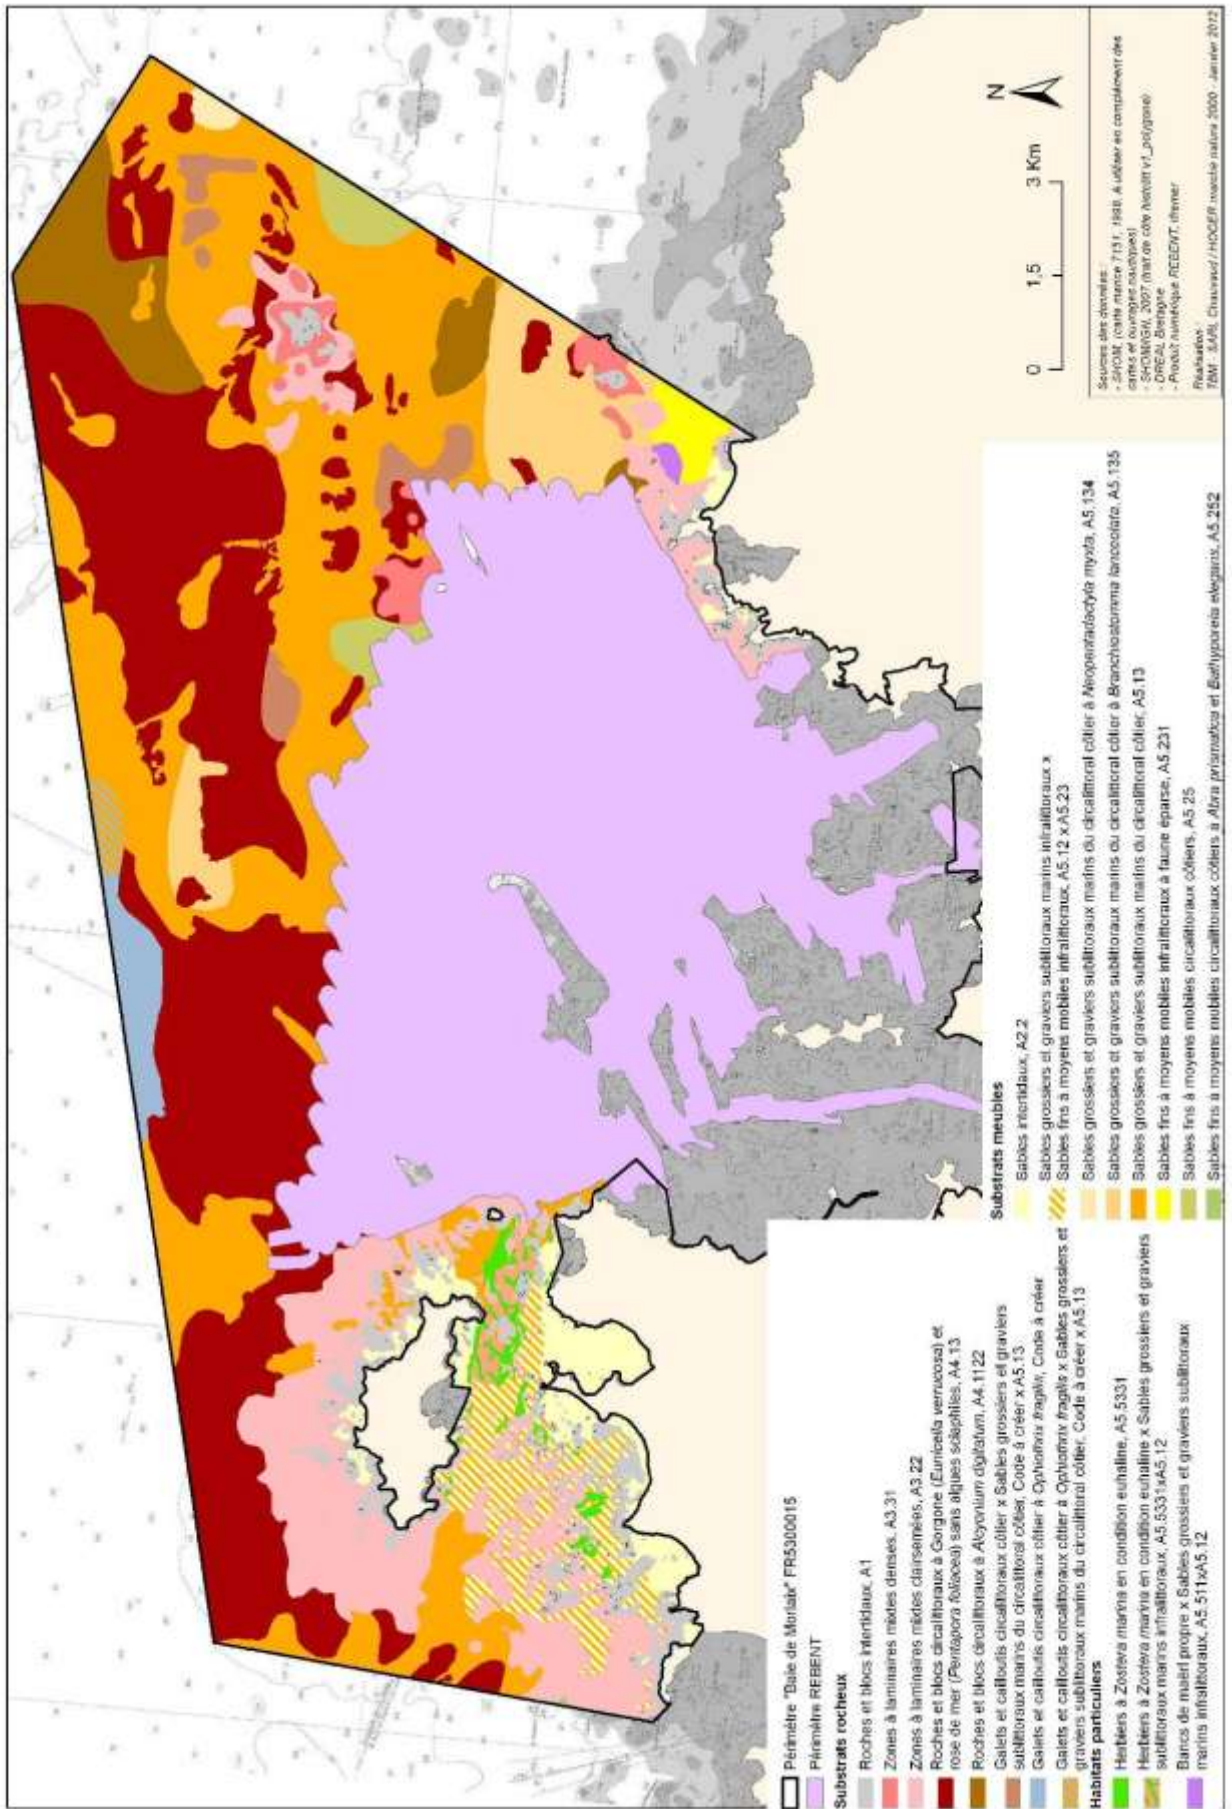 N
0 1,5 3 Km
Sources des données :
- SHOM, (carte marine 7151, 1998. A utiliser en complément des
cartes et ouvrages nautiques)
- SHOM/IGN, 2007 (trait de côte histolitt v1_polygone)
- DREAL Bretagne
- Produit numérique REBENT, Ifremer
Réalisation
TBM - SARL Chauvaud / HOCER marché natura 2000 - Janvier 2012
Périmètre "Baie de Morlaix" FR5300015
Périmètre REBENT
Substrats rocheux
Roches et blocs intertidaux, A1
Zones à laminaires mixtes denses, A3.31
Zones à laminaires mixtes clairsemées, A3.22
Roches et blocs circalittoraux à Gorgone (Eunicella verrucosa) et
rose de mer (Pentapora foliacea) sans algues sciaphiles, A4.13
Roches et blocs circalittoraux à Alcyonium digitatum, A4.1122
Galets et cailloutis circalittoraux côtier x Sables grossiers et graviers
sublittoraux marins du circalittoral côtier, Code à créer x A5.13
Galets et cailloutis circalittoraux côtier à Ophiothrix fragilis, Code à créer
Galets et cailloutis circalittoraux côtier à Ophiothrix fragilis x Sables grossiers et
graviers sublittoraux marins du circalittoral côtier, Code à créer x A5.13
Habitats particuliers
Herbiers à Zostera marina en condition euhaline, A5.5331
Herbiers à Zostera marina en condition euhaline x Sables grossiers et graviers
sublittoraux marins infralittoraux, A5.5331xA5.12
Bancs de maërl propre x Sables grossiers et graviers sublittoraux
marins infralittoraux, A5.511xA5.12
Substrats meubles
Sables intertidaux, A2.2
Sables grossiers et graviers sublittoraux marins infralittoraux x
Sables fins à moyens mobiles infralittoraux, A5.12 x A5.23
Sables grossiers et graviers sublittoraux marins du circalittoral côtier à Neopentadactyla mixta, A5.134
Sables grossiers et graviers sublittoraux marins du circalittoral côtier à Branchiostomma lanceolata, A5.135
Sables grossiers et graviers sublittoraux marins du circalittoral côtier, A5.13
Sables fins à moyens mobiles infralittoraux à faune éparse, A5.231
Sables fins à moyens mobiles circalittoraux côtiers, A5.25
Sables fins à moyens mobiles circalittoraux côtiers à Abra prismatica et Bathyporeia elegans, A5.252